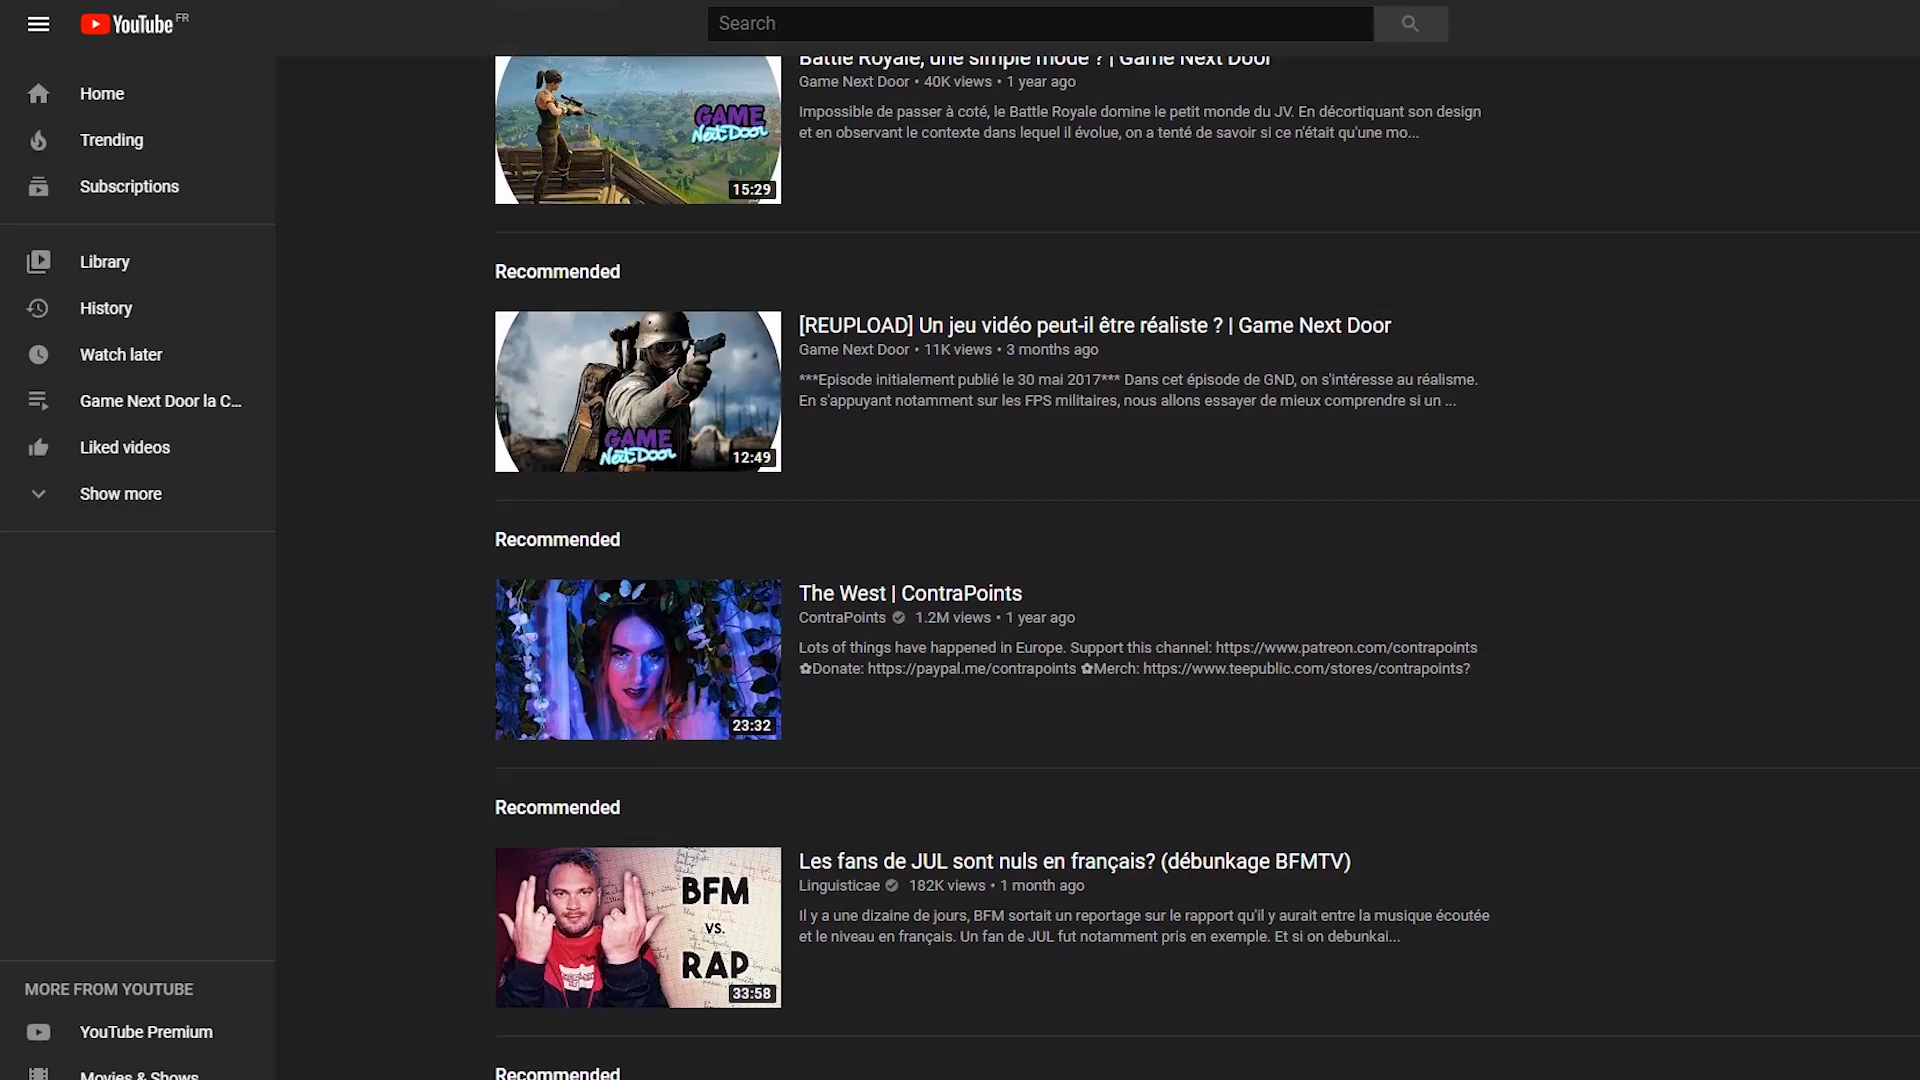 YouTube FR
Search
Home
Trending
Subscriptions
Library
History
Watch later
Game Next Door la C...
Liked videos
Show more
MORE FROM YOUTUBE
YouTube Premium
Movies & Shows
Battle Royale, une simple mode ? | Game Next Door
Game Next Door • 40K views • 1 year ago
Impossible de passer à coté, le Battle Royale domine le petit monde du JV. En décortiquant son design
et en observant le contexte dans lequel il évolue, on a tenté de savoir si ce n'était qu'une mo...
GAME
Next Door
15:29
Recommended
[REUPLOAD] Un jeu vidéo peut-il être réaliste ? | Game Next Door
Game Next Door • 11K views • 3 months ago
***Episode initialement publié le 30 mai 2017*** Dans cet épisode de GND, on s'intéresse au réalisme.
En s'appuyant notamment sur les FPS militaires, nous allons essayer de mieux comprendre si un ...
GAME
Next Door
12:49
Recommended
The West | ContraPoints
ContraPoints 1.2M views • 1 year ago
Lots of things have happened in Europe. Support this channel: https://www.patreon.com/contrapoints
✿Donate: https://paypal.me/contrapoints ✿Merch: https://www.teepublic.com/stores/contrapoints?
23:32
Recommended
Les fans de JUL sont nuls en français? (débunkage BFMTV)
Linguisticae 182K views • 1 month ago
Il y a une dizaine de jours, BFM sortait un reportage sur le rapport qu'il y aurait entre la musique écoutée
et le niveau en français. Un fan de JUL fut notamment pris en exemple. Et si on debunkai...
BFM
VS.
RAP
33:58
Recommended